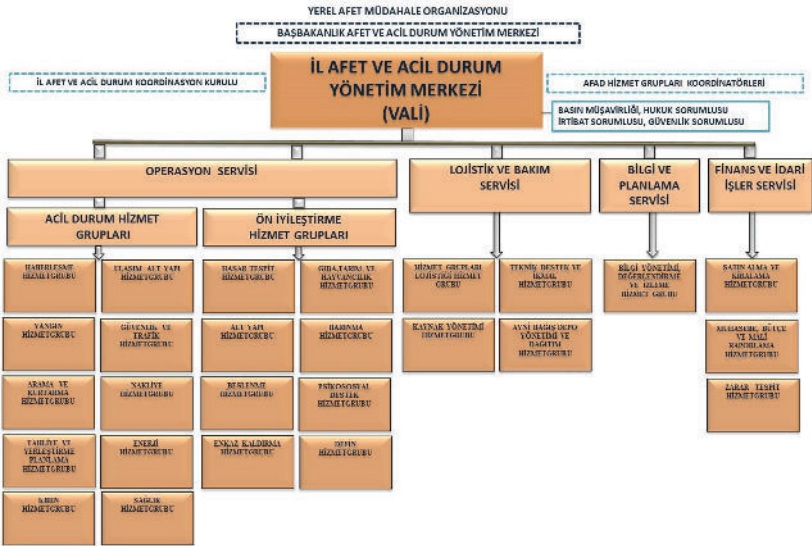 YEREL AFET MÜDAHALE ORGANİZASYONU
BAŞBAKANLIK AFET VE ACİL DURUM YÖNETİM MERKEZİ
İL AFET VE ACİL DURUM KOORDİNASYON KURULU
İL AFET VE ACİL DURUM
YÖNETİM MERKEZİ
(VALİ)
AFAD HİZMET GRUPLARI KOORDİNATÖRLERİ
BASIN MÜŞAVİRLİĞİ, HUKUK SORUMLUSU
İRTİBAT SORUMLUSU, GÜVENLİK SORUMLUSU
OPERASYON SERVİSİ
LOJİSTİK VE BAKIM
SERVİSİ
BİLGİ VE
PLANLAMA
SERVİSİ
FİNANS VE İDARİ
İŞLER SERVİSİ
ACİL DURUM HİZMET
GRUPLARI
ÖN İYİLEŞTİRME
HİZMET GRUPLARI
HABERLEŞME
HİZMETGRUBU
ULAŞIM ALT YAPI
HİZMETGRUBU
HASAR TESPİT
HİZMETGRUBU
GIDA,TARIM VE
HAYVANCILIK
HİZMETGRUBU
HİZMET GRUPLARI
LOJİSTİĞİ HİZMET
GRUBU
TEKNİK DESTEK VE
İKMAL
HİZMETGRUBU
BİLGİ YÖNETİMİ,
DEĞERLENDİRME
VE İZLEME
HİZMET GRUBU
SATIN ALMA VE
KİRALAMA
HİZMETGRUBU
YANGIN
HİZMETGRUBU
GÜVENLİK VE
TRAFİK
HİZMETGRUBU
ALT YAPI
HİZMETGRUBU
BARINMA
HİZMETGRUBU
KAYNAK YÖNETİMİ
HİZMETGRUBU
AYNİ BAĞIŞ DEPO
YÖNETİMİ VE
DAĞITIM
HİZMETGRUBU
MUHASEBE, BÜTÇE
VE MALİ
RAPORLAMA
HİZMETGRUBU
ARAMA VE
KURTARMA
HİZMETGRUBU
NAKLİYE
HİZMETGRUBU
BESLENME
HİZMETGRUBU
PSİKOSOSYAL
DESTEK
HİZMETGRUBU
ZARAR TESPİT
HİZMETGRUBU
TAHLİYE VE
YERLEŞTİRME
PLANLAMA
HİZMETGRUBU
ENERJİ
HİZMETGRUBU
ENKAZ KALDIRMA
HİZMETGRUBU
DEFİN
HİZMETGRUBU
KBRN
HİZMETGRUBU
SAĞLIK
HİZMETGRUBU